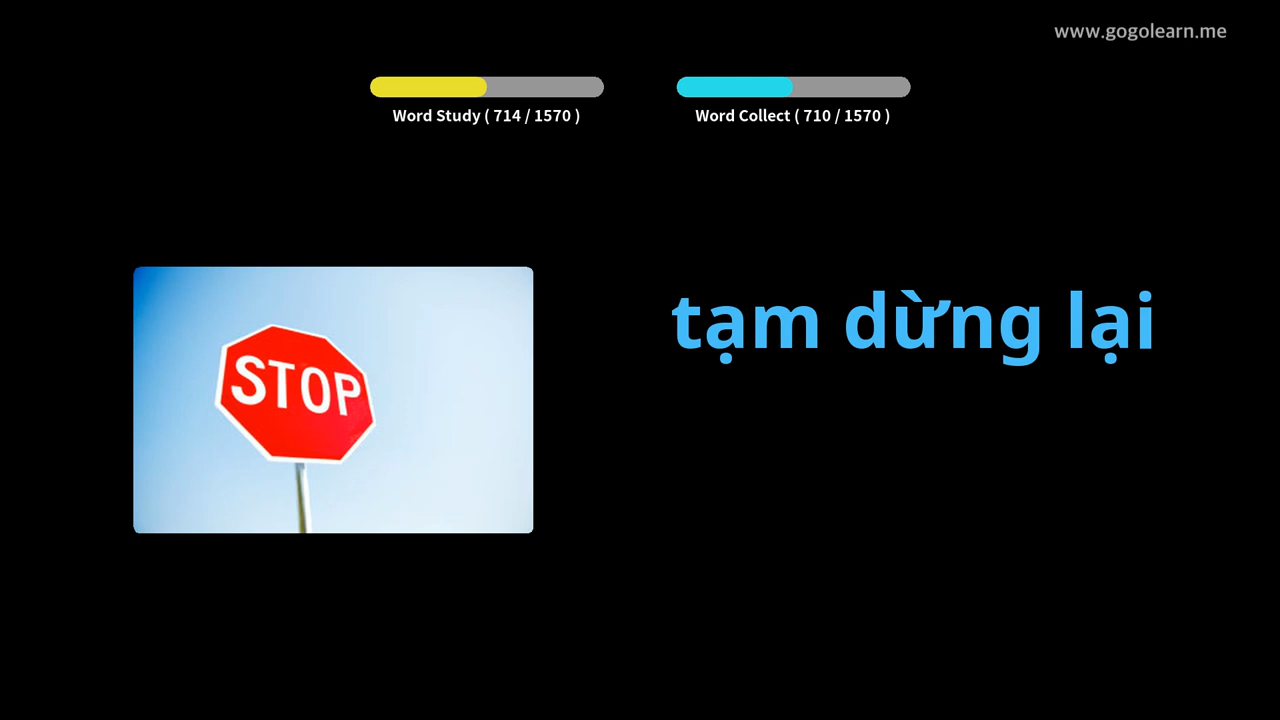 www.gogolearn.me
Word Study ( 714 / 1570 )
Word Collect ( 710 / 1570 )
tạm dừng lại
STOP